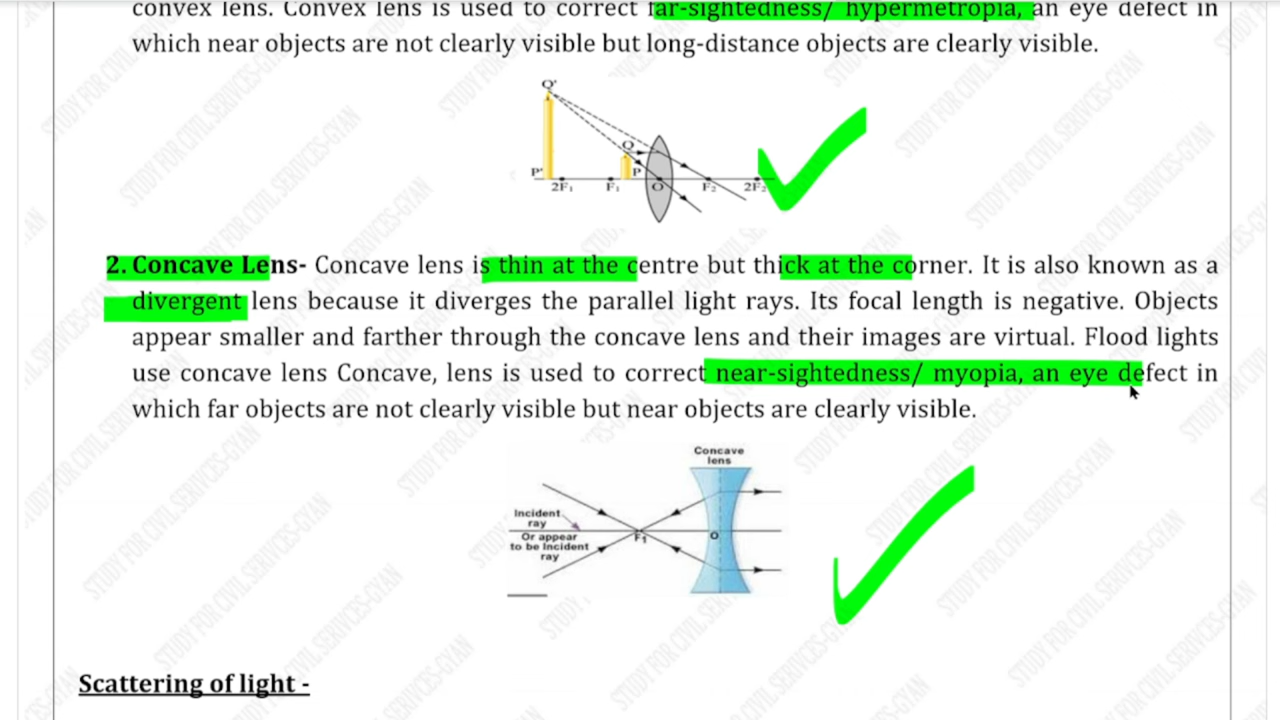 convex lens. Convex lens is used to correct far-sightedness/ hypermetropia, an eye defect in
which near objects are not clearly visible but long-distance objects are clearly visible.
Q'
Q
P'
P
2F₁
F₁
O
F₂
2F₂
2. Concave Lens- Concave lens is thin at the centre but thick at the corner. It is also known as a
divergent lens because it diverges the parallel light rays. Its focal length is negative. Objects
appear smaller and farther through the concave lens and their images are virtual. Flood lights
use concave lens Concave, lens is used to correct near-sightedness/ myopia, an eye defect in
which far objects are not clearly visible but near objects are clearly visible.
Concave
lens
Incident
ray
Or appear
to be Incident
ray
F₁
O
Scattering of light -
STUDY FOR CIVIL SERIVCES-GYAN